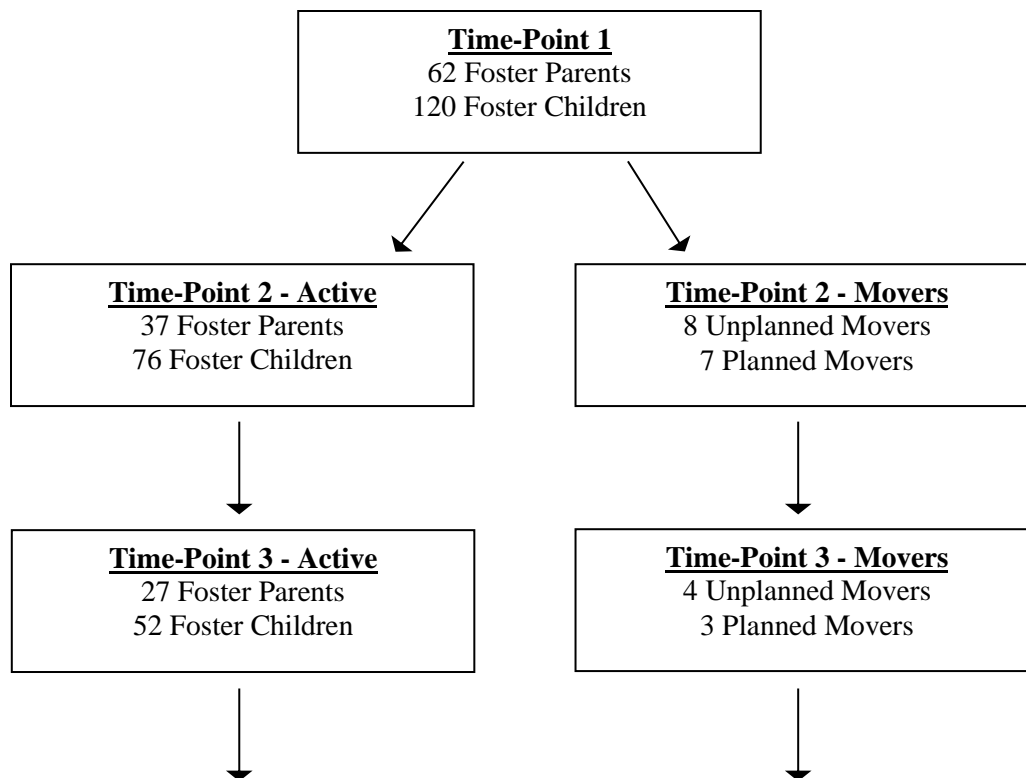 Time-Point 1
62 Foster Parents
120 Foster Children
Time-Point 2 - Active
37 Foster Parents
76 Foster Children
Time-Point 2 - Movers
8 Unplanned Movers
7 Planned Movers
Time-Point 3 - Active
27 Foster Parents
52 Foster Children
Time-Point 3 - Movers
4 Unplanned Movers
3 Planned Movers